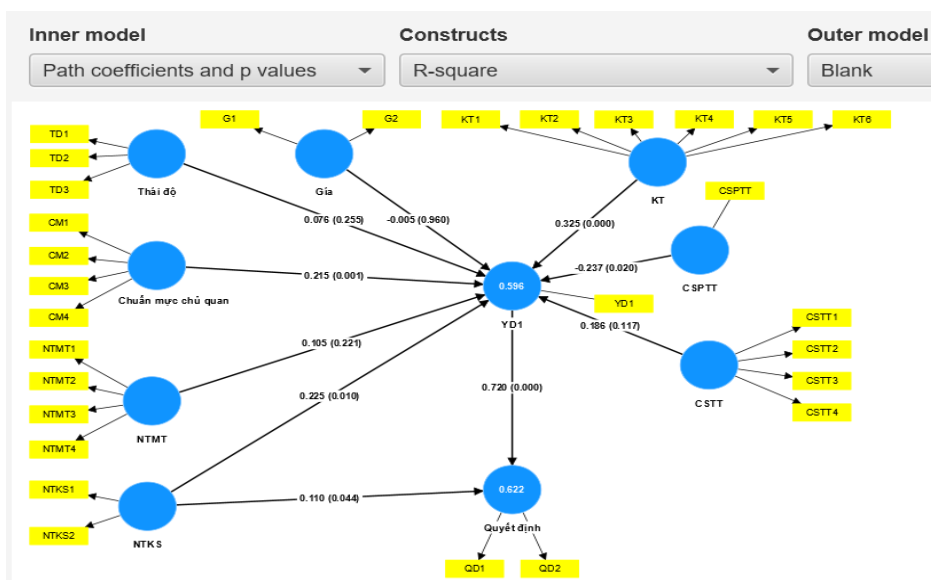 Inner model
Constructs
Outer model
Path coefficients and p values
R-square
Blank
G1
G2
KT1
KT2
KT3
KT4
KT5
KT6
TD1
TD2
TD3
Thái độ
Gía
KT
CSPTT
0.076 (0.255)
-0.005 (0.960)
0.325 (0.000)
CM1
CM2
CM3
CM4
Chuẩn mực chủ quan
0.215 (0.001)
-0.237 (0.020)
CSPTT
0.596
YD1
YD1
0.186 (0.117)
CSTT1
CSTT2
CSTT3
CSTT4
CSTT
NTMT1
NTMT2
NTMT3
NTMT4
NTMT
0.105 (0.221)
0.225 (0.010)
0.720 (0.000)
NTKS1
NTKS2
NTKS
0.110 (0.044)
0.622
Quyết định
QD1
QD2